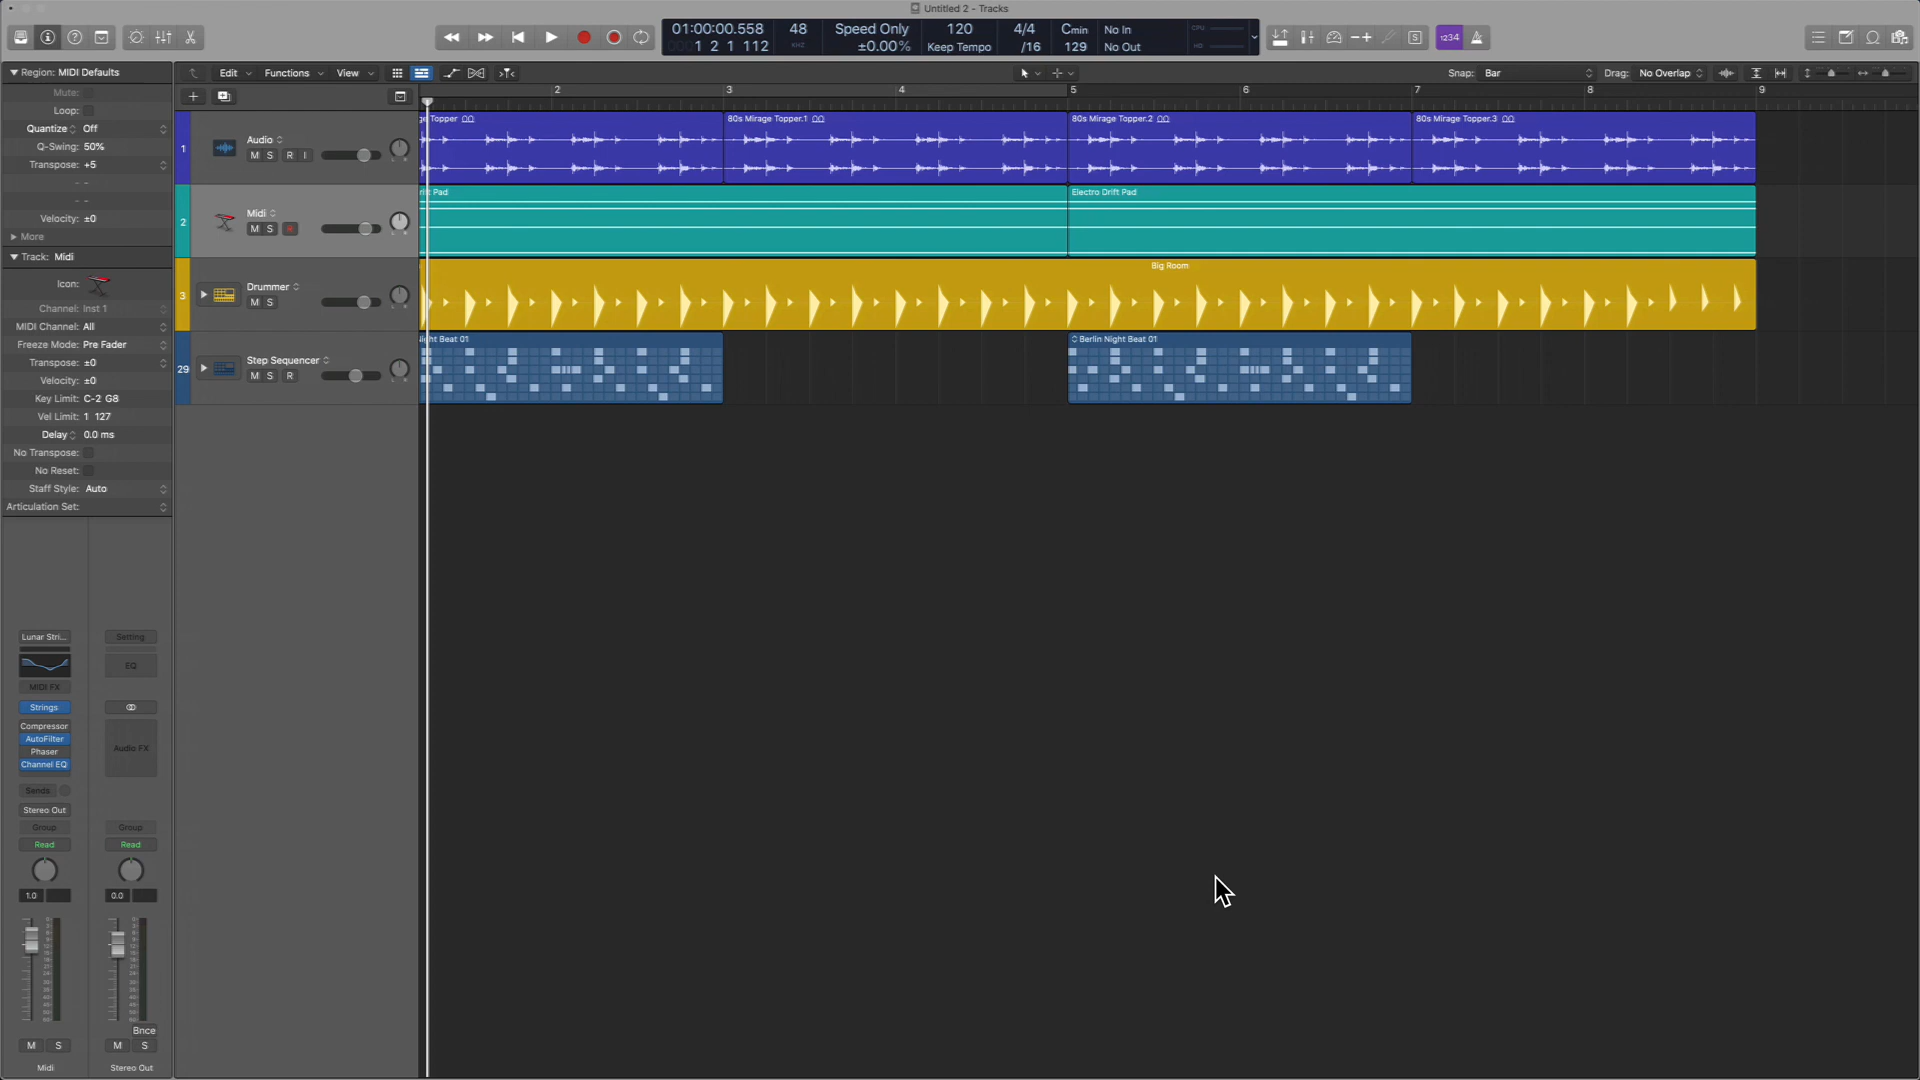 Untitled 2 - Tracks
01:00:00.558 48 Speed Only 120 4/4 Cmin No In
1 2 1 112 KHZ ±0.00% Keep Tempo /16 129 No Out
CPU
HD
1234
Region: MIDI Defaults
Edit Functions View
Snap: Bar Drag: No Overlap
Mute:
Loop:
Quantize Off
Q-Swing: 50%
Transpose: +5
Velocity: ±0
More
Track: Midi
Icon:
Channel: Inst 1
MIDI Channel: All
Freeze Mode: Pre Fader
Transpose: ±0
Velocity: ±0
Key Limit: C-2 G8
Vel Limit: 1 127
Delay 0.0 ms
No Transpose:
No Reset:
Staff Style: Auto
Articulation Set:
2 3 4 5 6 7 8 9
1 Audio
M S R I
ge Topper 80s Mirage Topper.1 80s Mirage Topper.2 80s Mirage Topper.3
2 Midi
M S R
rift Pad Electro Drift Pad
3 Drummer
M S
Big Room
29 Step Sequencer
M S R
Night Beat 01 Berlin Night Beat 01
Lunar Stri... Setting
EQ
MIDI FX
Strings
Compressor
AutoFilter
Phaser
Channel EQ
Audio FX
Sends
Stereo Out
Group Group
Read Read
1.0 0.0
Bnce
M S M S
Midi Stereo Out